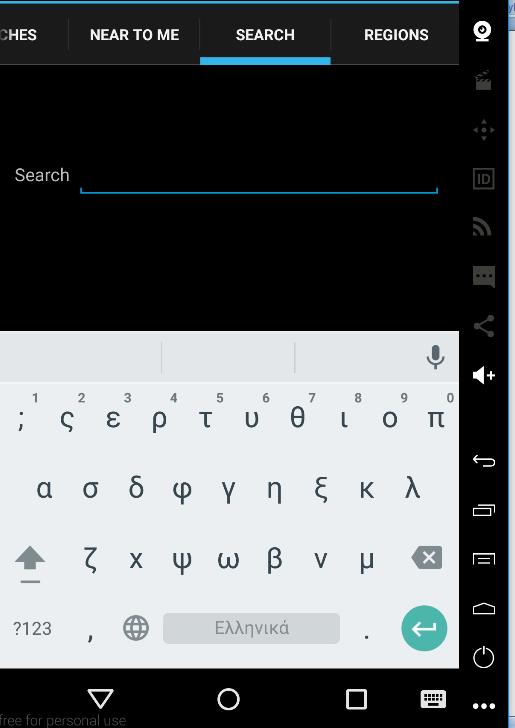 CHES NEAR TO ME SEARCH REGIONS
ID
Search
1 2 3 4 5 6 7 8 9 0
; ς ε ρ τ υ θ ι ο π
α σ δ φ γ η ξ κ λ
ζ χ ψ ω β ν μ
?123 , Ελληνικά .
free for personal use